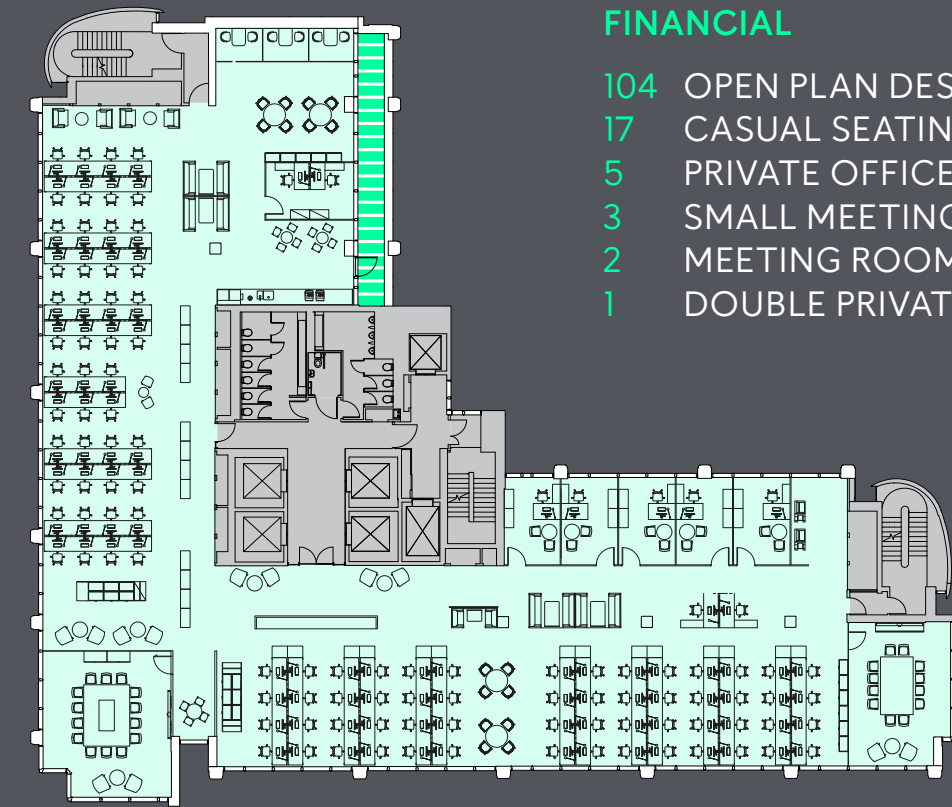 FINANCIAL
104 OPEN PLAN DES
17 CASUAL SEATIN
5 PRIVATE OFFICE
3 SMALL MEETING
2 MEETING ROOM
1 DOUBLE PRIVAT